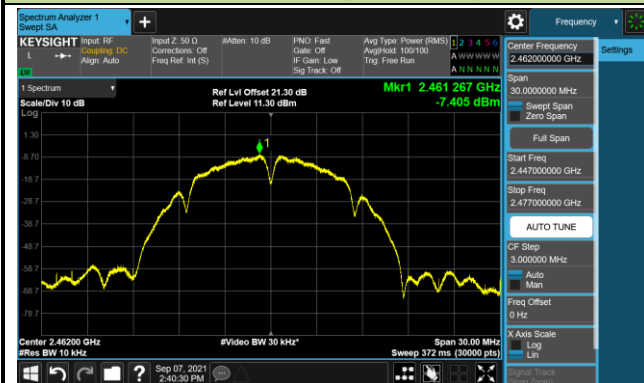 Spectrum Analyzer 1
Swept SA
+
Frequency
KEYSIGHT
L
Input: RF
Coupling: DC
Align: Auto
Input Z: 50 Ω
Corrections: Off
Freq Ref: Int (S)
#Atten: 10 dB
PNO: Fast
Gate: Off
IF Gain: Low
Sig Track: Off
Avg Type: Power (RMS)
Avg|Hold: 100/100
Trig: Free Run
1 2 3 4 5 6
A W W W W W
A N N N N N
1 Spectrum
Scale/Div 10 dB
Log
Ref Lvl Offset 21.30 dB
Ref Level 11.30 dBm
Mkr1 2.461 267 GHz
-7.405 dBm
1
1.30
-8.70
-18.7
-28.7
-38.7
-48.7
-58.7
-68.7
-78.7
Center 2.46200 GHz
#Res BW 10 kHz
#Video BW 30 kHz*
Span 30.00 MHz
Sweep 372 ms (30000 pts)
?
Sep 07, 2021
2:40:30 PM
Center Frequency
2.462000000 GHz
Settings
Span
30.0000000 MHz
Swept Span
Zero Span
Full Span
Start Freq
2.447000000 GHz
Stop Freq
2.477000000 GHz
AUTO TUNE
CF Step
3.000000 MHz
Auto
Man
Freq Offset
0 Hz
X Axis Scale
Log
Lin
Signal Track